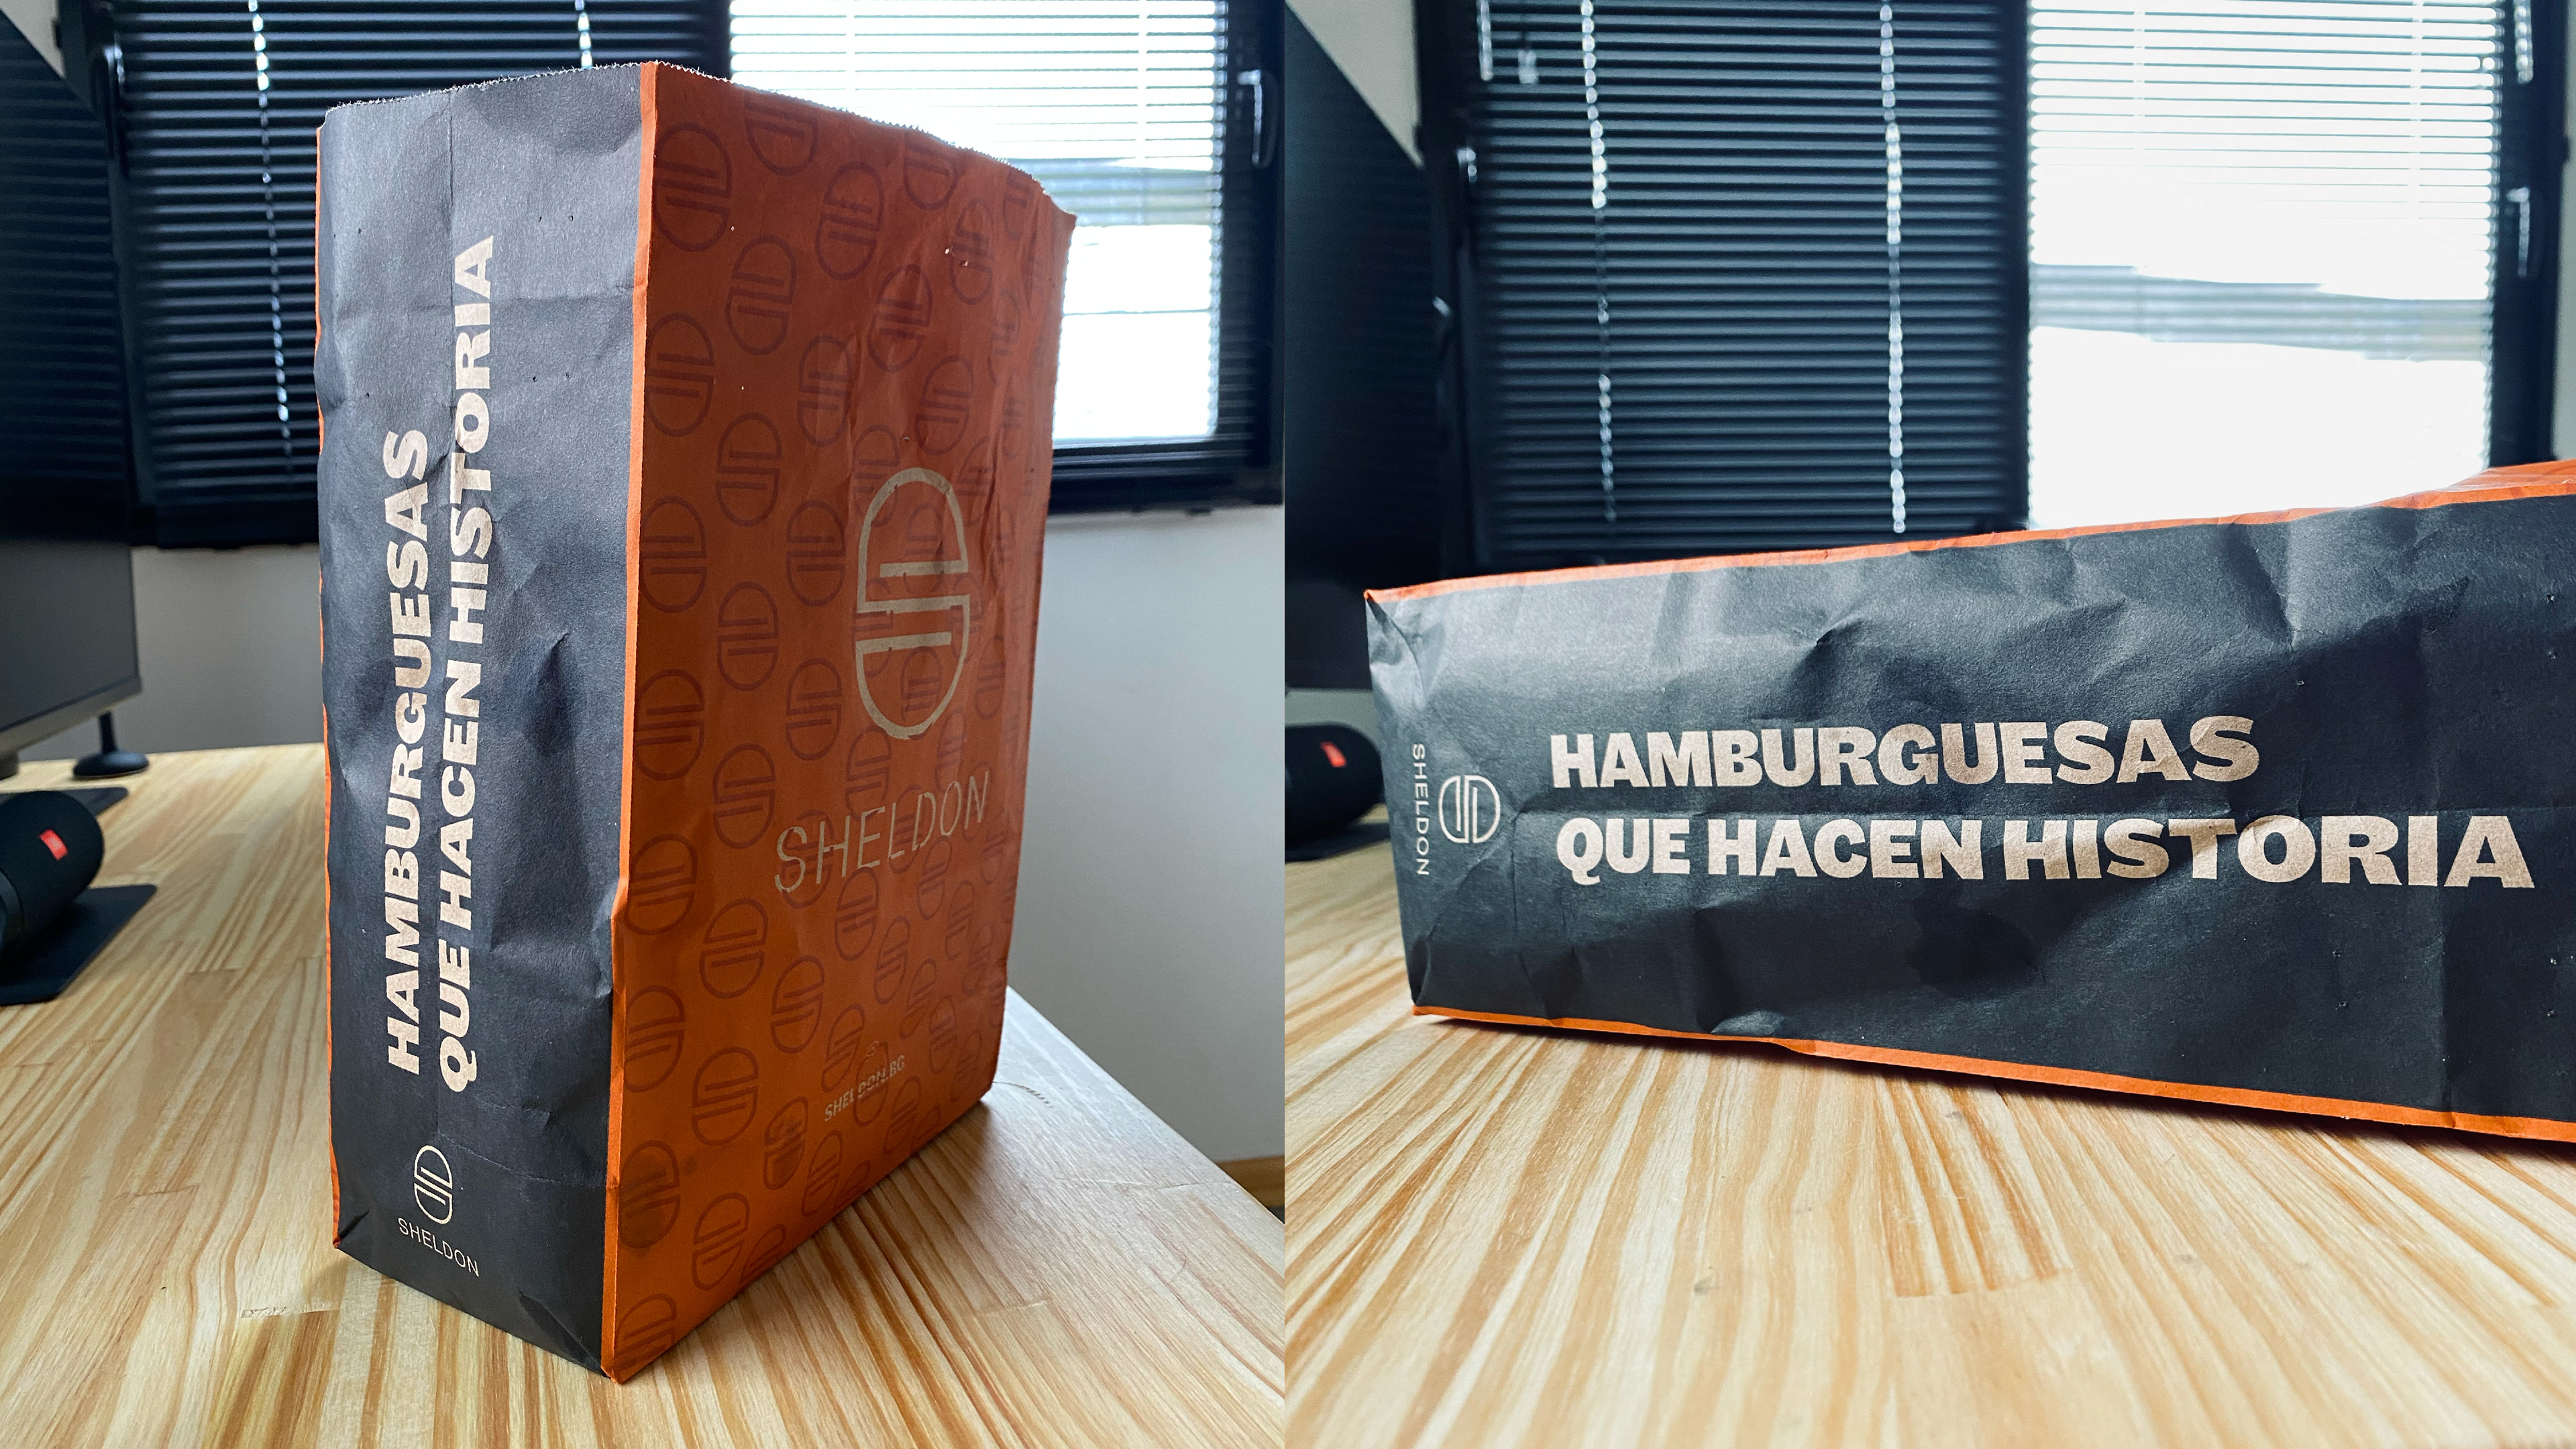 HAMBURGUESAS
QUE HACEN HISTORIA
SHELDON
SHELDON
SHELDON.BG
HAMBURGUESAS
QUE HACEN HISTORIA
SHELDON